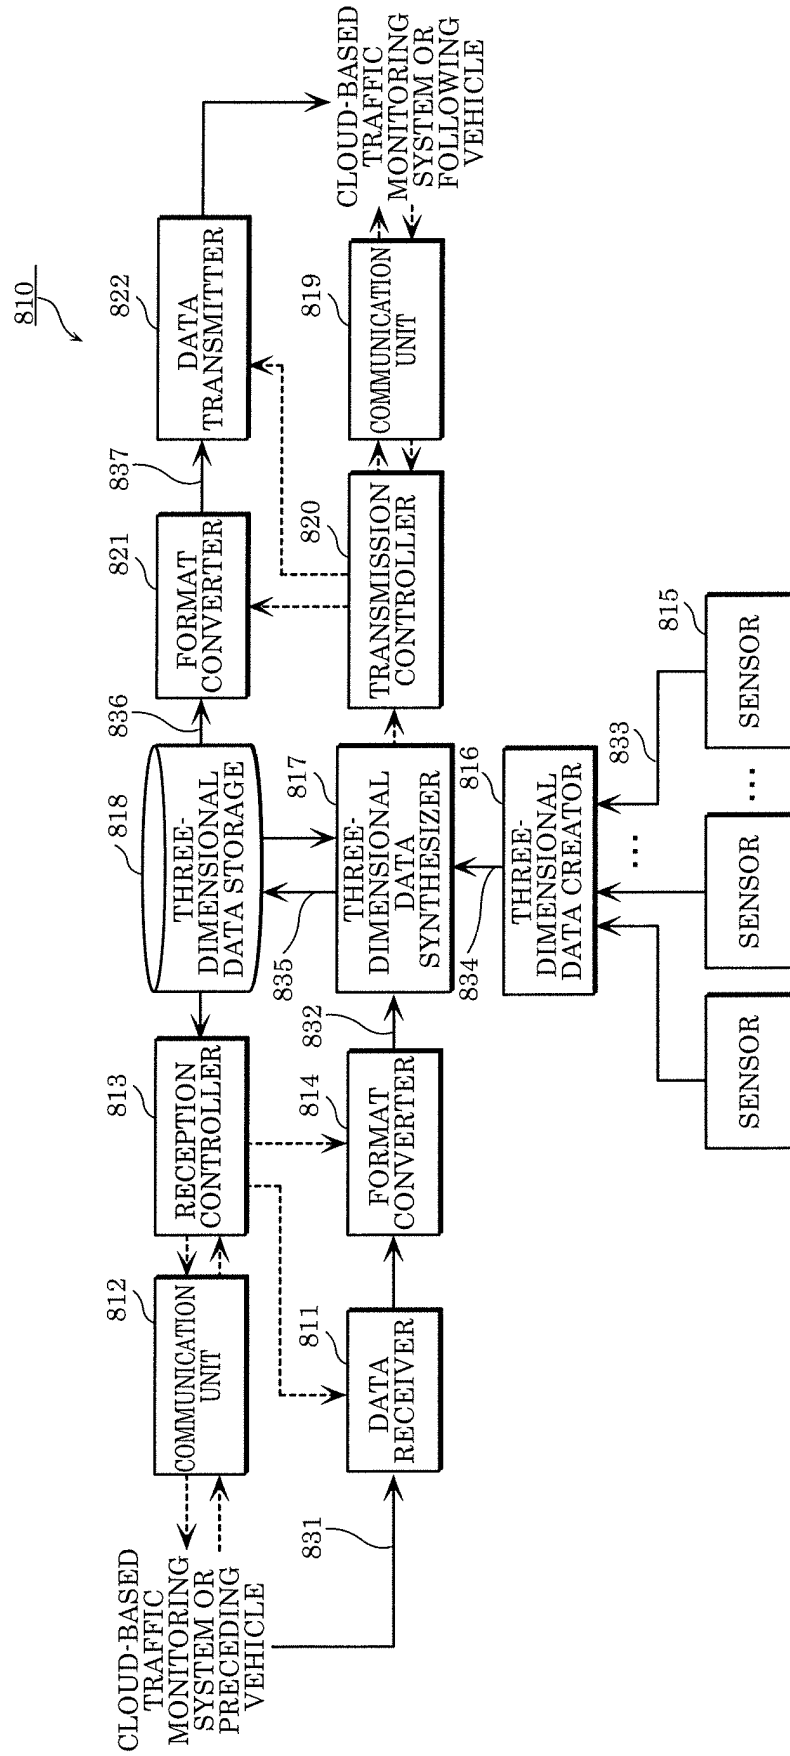 810
CLOUD-BASED
TRAFFIC
MONITORING
SYSTEM OR
PRECEDING
VEHICLE
812
COMMUNICATION
UNIT
813
RECEPTION
CONTROLLER
818
THREE-
DIMENSIONAL
DATA STORAGE
836
821
FORMAT
CONVERTER
837
822
DATA
TRANSMITTER
831
811
DATA
RECEIVER
814
FORMAT
CONVERTER
832
835
817
THREE-
DIMENSIONAL
DATA
SYNTHESIZER
820
TRANSMISSION
CONTROLLER
819
COMMUNICATION
UNIT
CLOUD-BASED
TRAFFIC
MONITORING
SYSTEM OR
FOLLOWING
VEHICLE
834
816
THREE-
DIMENSIONAL
DATA CREATOR
...
833
815
SENSOR
SENSOR
...
SENSOR